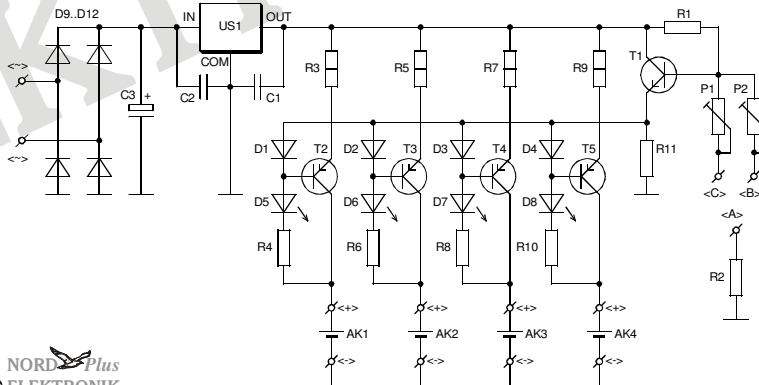 D9..D12
IN
US1
OUT
COM
<~>
<~>
C3
+
C2
C1
R3
R5
R7
R9
R1
T1
P1
P2
R11
<C>
<B>
<A>
R2
D1
T2
D2
T3
D3
T4
D4
T5
D5
D6
D7
D8
R4
R6
R8
R10
<+>
<+>
<+>
<+>
AK1
AK2
AK3
AK4
<->
<->
<->
<->
NORD Plus
ELEKTRONIK